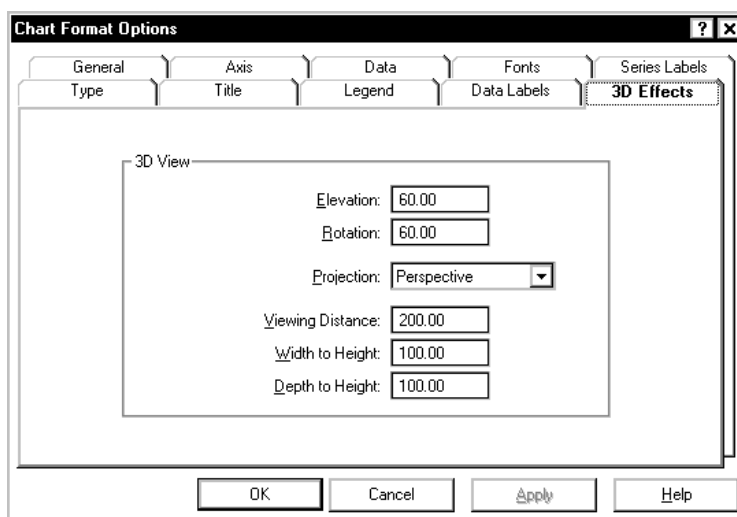 Chart Format Options ? X
General Axis Data Fonts Series Labels
Type Title Legend Data Labels 3D Effects
3D View
Elevation: 60.00
Rotation: 60.00
Projection: Perspective
Viewing Distance: 200.00
Width to Height: 100.00
Depth to Height: 100.00
OK Cancel Apply Help